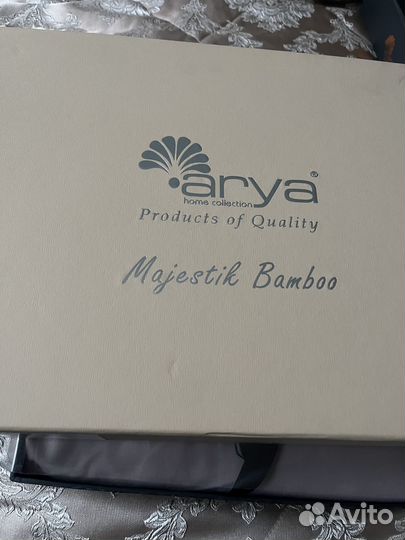 arya®
home collection
Products of Quality
Majestik Bamboo
Avito